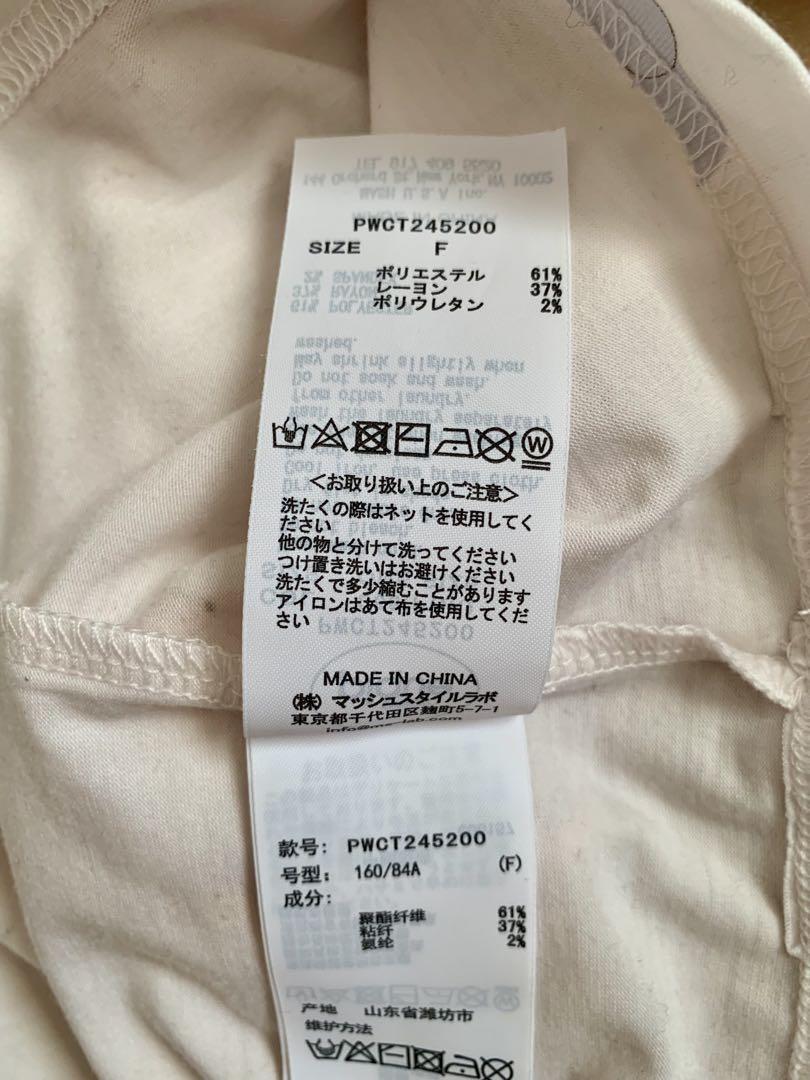 PWCT245200
SIZE F
ポリエステル 61%
レーヨン 37%
ポリウレタン 2%
＜お取り扱い上のご注意＞
洗たくの際はネットを使用してく
ださい
他の物と分けて洗ってください
つけ置き洗いはお避けください
洗たくで多少縮むことがあります
アイロンはあて布を使用してくだ
さい
MADE IN CHINA
(株) マッシュスタイルラボ
東京都千代田区麹町5-7-1
info@ms-lab.com
款号: PWCT245200
号型: 160/84A (F)
成分:
聚酯纤维 61%
粘纤 37%
氨纶 2%
产地 山东省潍坊市
维护方法